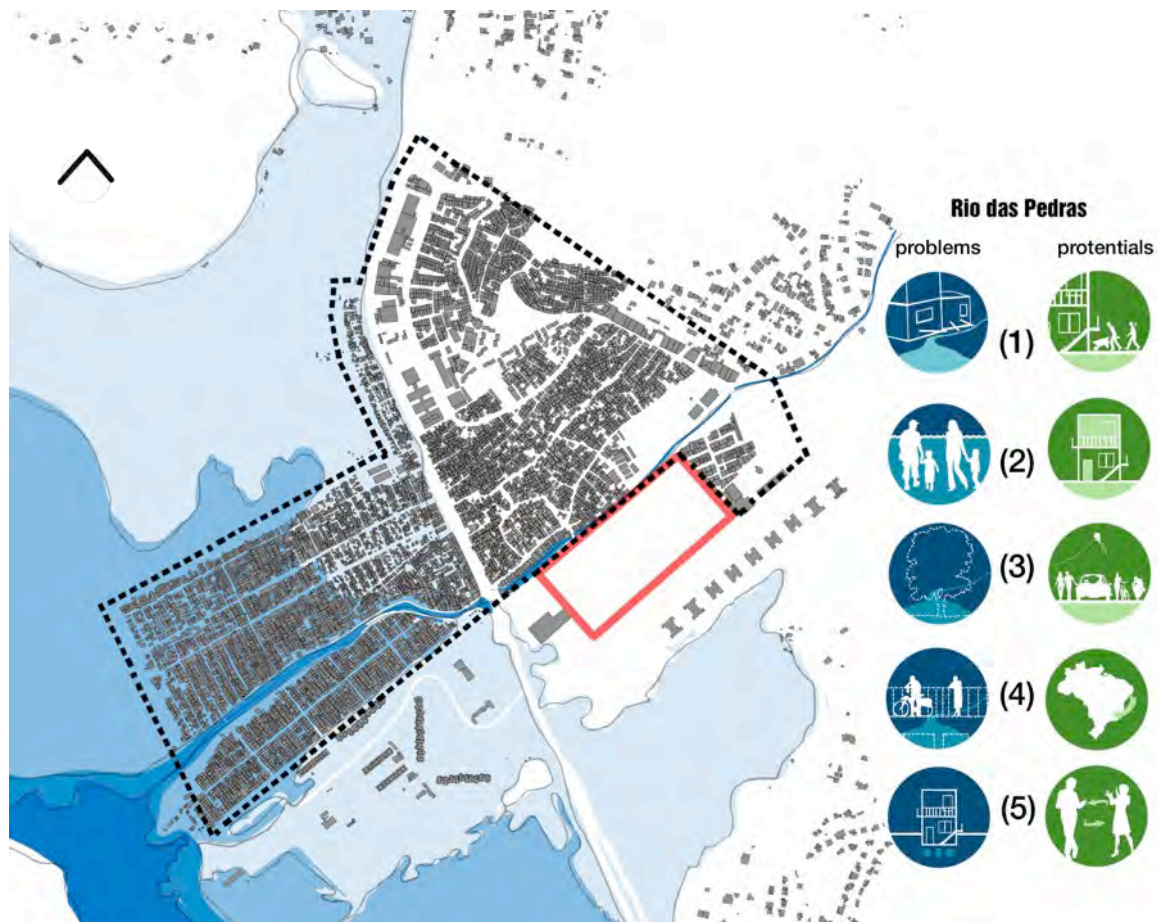 Rio das Pedras
problems protentials
(1)
(2)
(3)
(4)
(5)